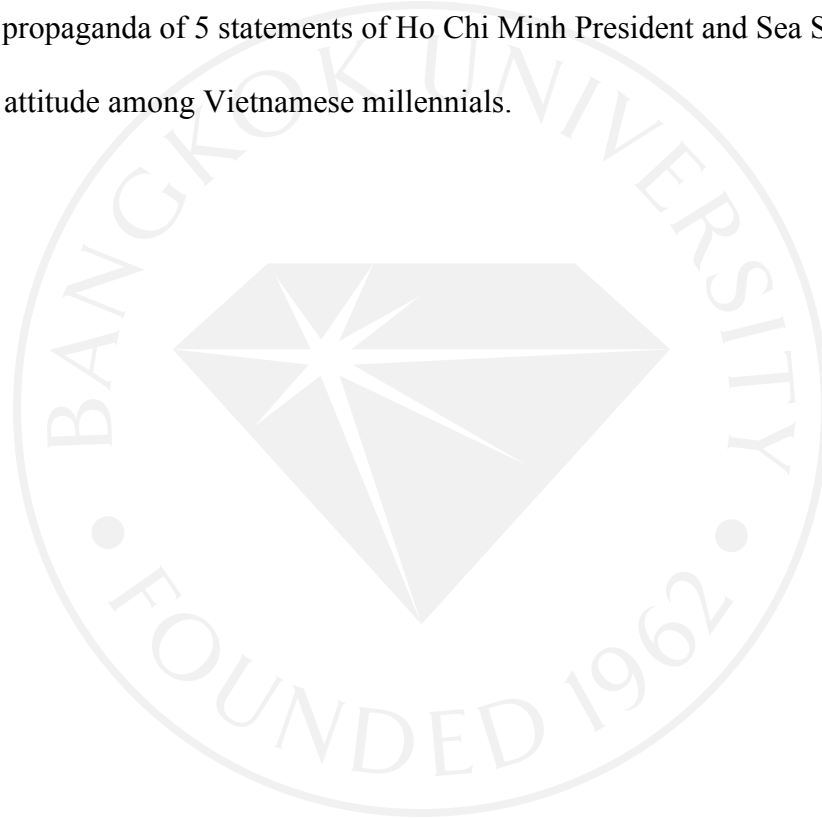 propaganda of 5 statements of Ho Chi Minh President and Sea S
attitude among Vietnamese millennials.
BANGKOK UNIVERSITY
• FOUNDED 1962 •